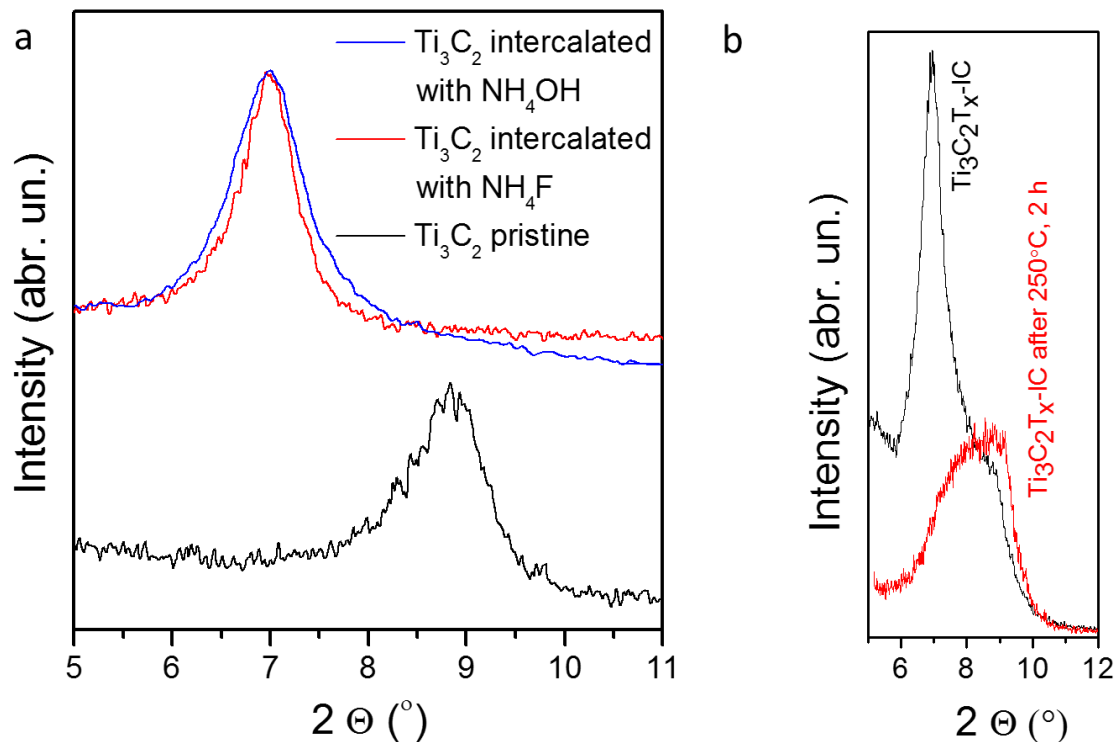 a
Ti3C2 intercalated
with NH4OH
Ti3C2 intercalated
with NH4F
Ti3C2 pristine
Intensity (abr. un.)
5 6 7 8 9 10 11
2 Θ (°)
b
Ti3C2Tx-IC
Ti3C2Tx-IC after 250°C, 2 h
Intensity (abr. un.)
6 8 10 12
2 Θ (°)